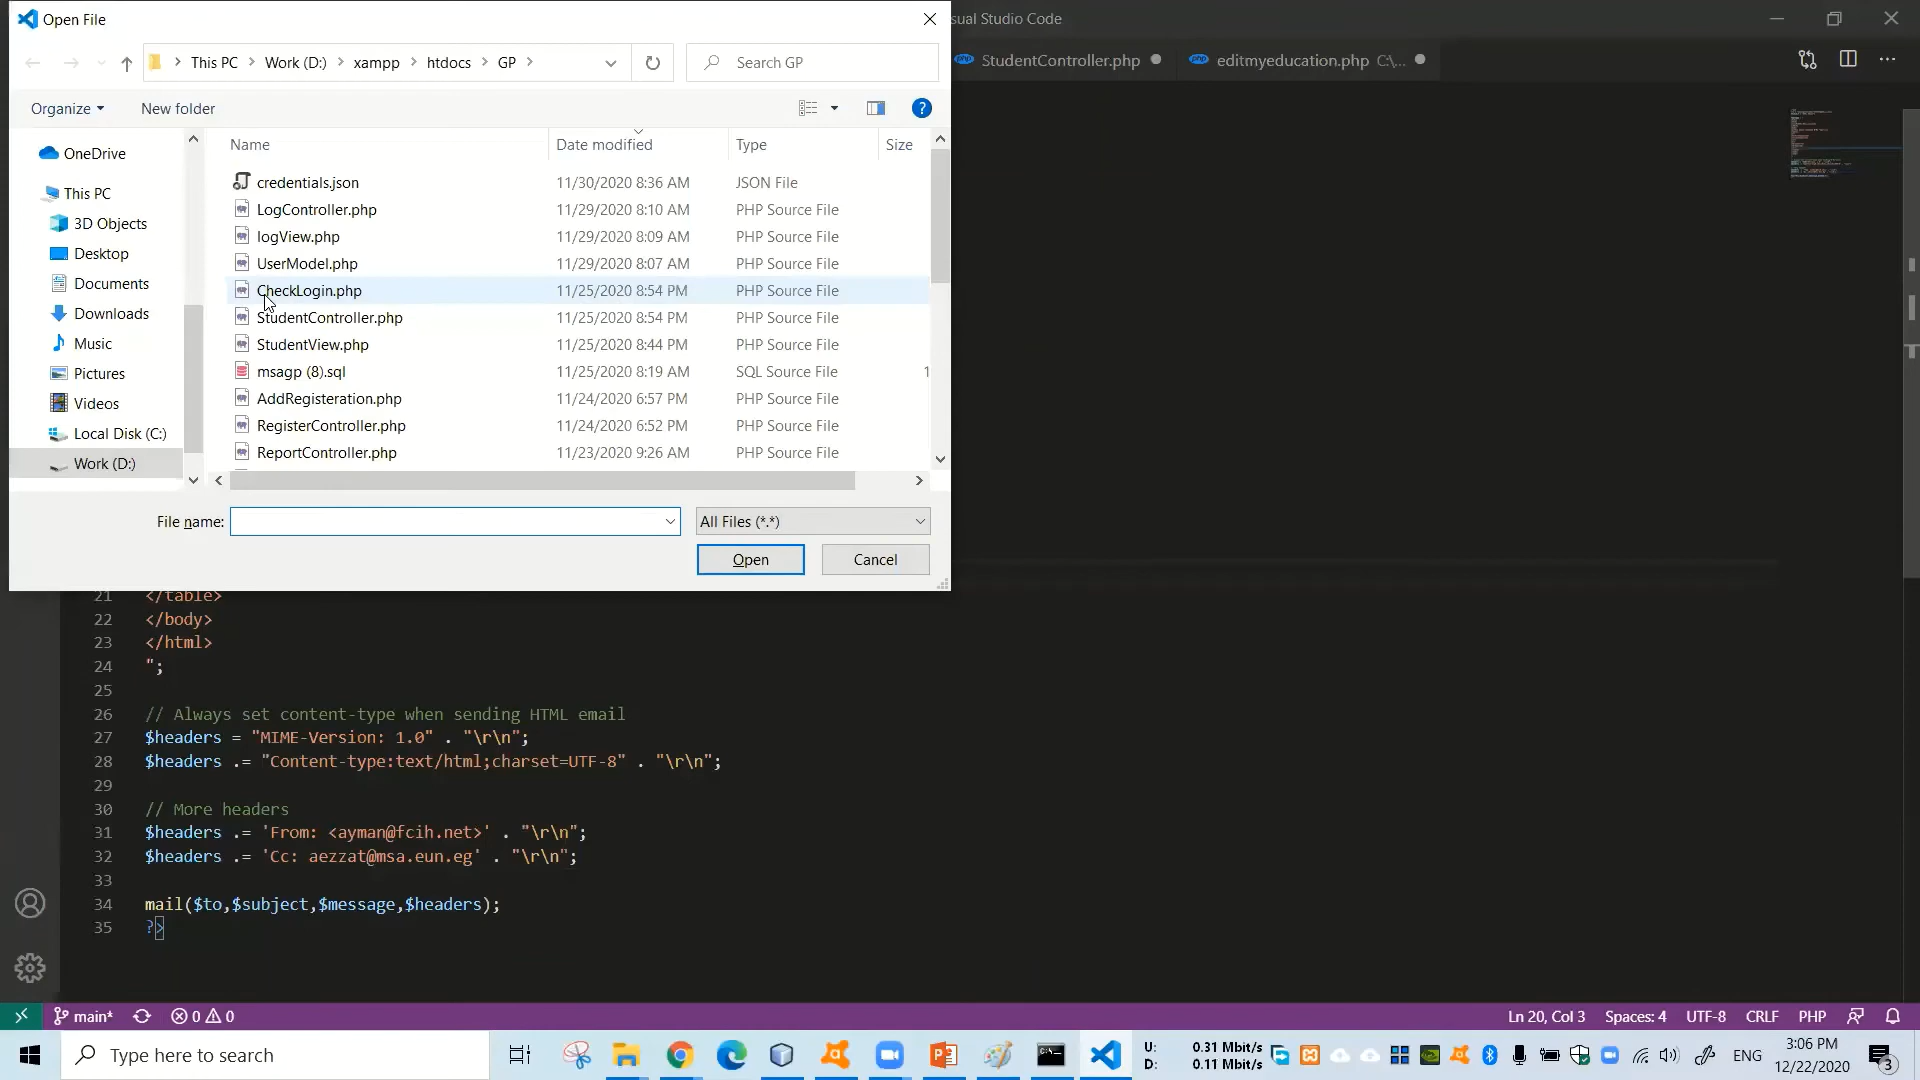 Open File
sual Studio Code
This PC > Work (D:) > xampp > htdocs > GP >
Search GP
StudentController.php
editmyeducation.php C:\...
Organize
New folder
OneDrive
This PC
3D Objects
Desktop
Documents
Downloads
Music
Pictures
Videos
Local Disk (C:)
Work (D:)
Name Date modified Type Size
credentials.json 11/30/2020 8:36 AM JSON File
LogController.php 11/29/2020 8:10 AM PHP Source File
logView.php 11/29/2020 8:09 AM PHP Source File
UserModel.php 11/29/2020 8:07 AM PHP Source File
CheckLogin.php 11/25/2020 8:54 PM PHP Source File
StudentController.php 11/25/2020 8:54 PM PHP Source File
StudentView.php 11/25/2020 8:44 PM PHP Source File
msagp (8).sql 11/25/2020 8:19 AM SQL Source File 1
AddRegisteration.php 11/24/2020 6:57 PM PHP Source File
RegisterController.php 11/24/2020 6:52 PM PHP Source File
ReportController.php 11/23/2020 9:26 AM PHP Source File
File name:
All Files (*.*)
Open
Cancel
21 </table>
22 </body>
23 </html>
24 ";
25
26 // Always set content-type when sending HTML email
27 $headers = "MIME-Version: 1.0" . "\r\n";
28 $headers .= "Content-type:text/html;charset=UTF-8" . "\r\n";
29
30 // More headers
31 $headers .= 'From: <ayman@fcih.net>' . "\r\n";
32 $headers .= 'Cc: aezzat@msa.eun.eg' . "\r\n";
33
34 mail($to,$subject,$message,$headers);
35 ?>
main* 0 0
Ln 20, Col 3 Spaces: 4 UTF-8 CRLF PHP
Type here to search
U: 0.31 Mbit/s
D: 0.11 Mbit/s
ENG
3:06 PM
12/22/2020
3